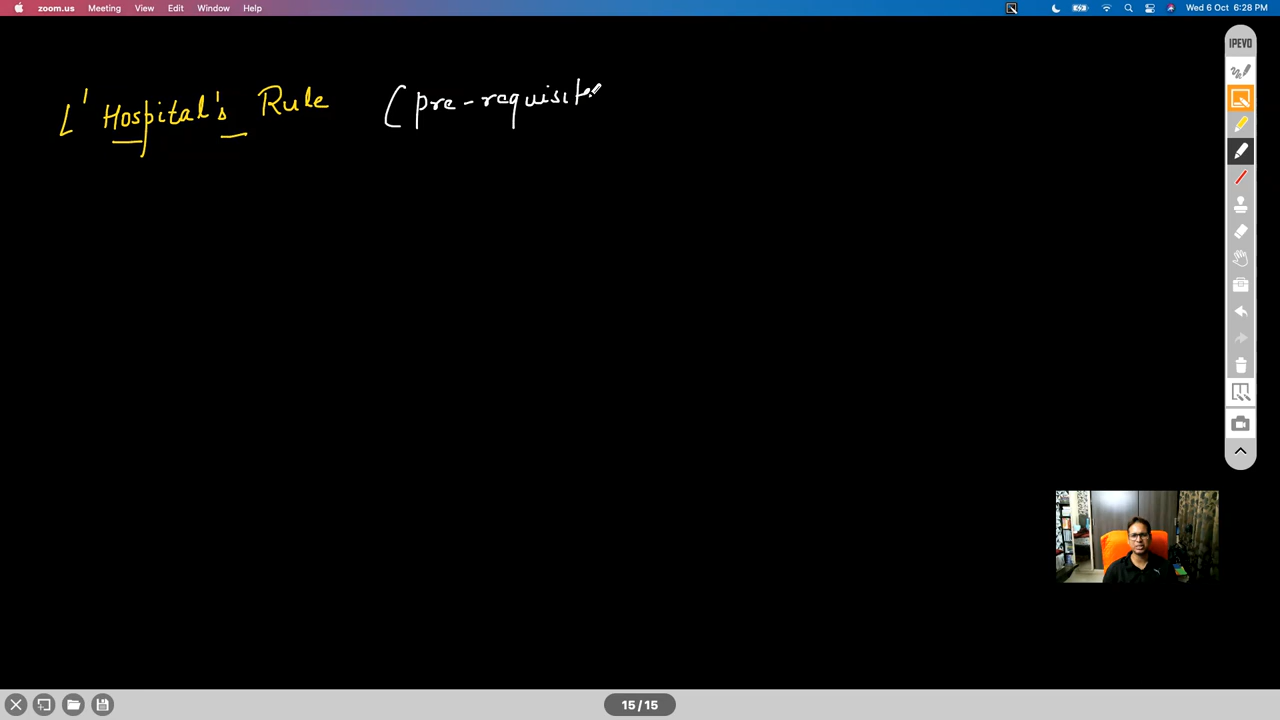 zoom.us Meeting View Edit Window Help Wed 6 Oct 6:28 PM
IPEVO
L'Hospital's Rule (pre-requisite
15/15